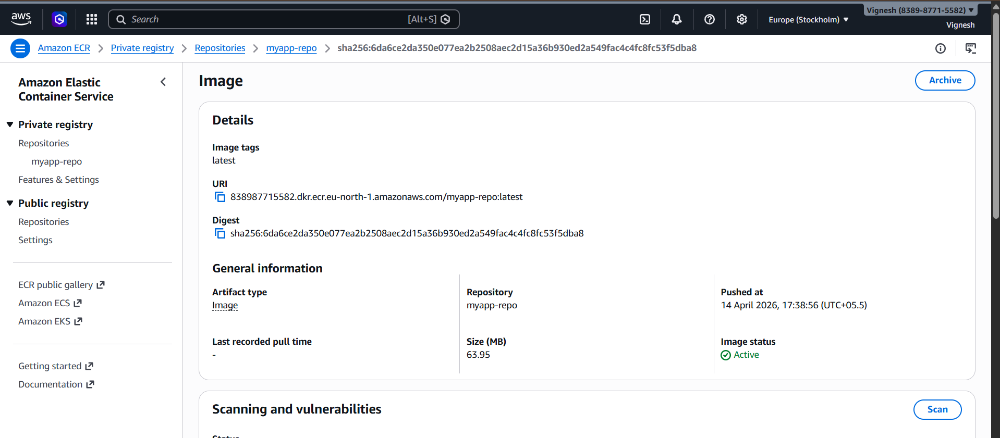 aws
Search
[Alt+S]
Europe (Stockholm)
Vignesh (8389-8771-5582)
Vignesh
Amazon ECR
Private registry
Repositories
myapp-repo
sha256:6da6ce2da350e077ea2b2508aec2d15a36b930ed2a549fac4c4fc8fc53f5dba8
Amazon Elastic
Container Service
Private registry
Repositories
myapp-repo
Features & Settings
Public registry
Repositories
Settings
ECR public gallery
Amazon ECS
Amazon EKS
Getting started
Documentation
Image
Archive
Details
Image tags
latest
URI
838987715582.dkr.ecr.eu-north-1.amazonaws.com/myapp-repo:latest
Digest
sha256:6da6ce2da350e077ea2b2508aec2d15a36b930ed2a549fac4c4fc8fc53f5dba8
General information
Artifact type
Image
Repository
myapp-repo
Pushed at
14 April 2026, 17:38:56 (UTC+05.5)
Last recorded pull time
-
Size (MB)
63.95
Image status
Active
Scanning and vulnerabilities
Scan
Status